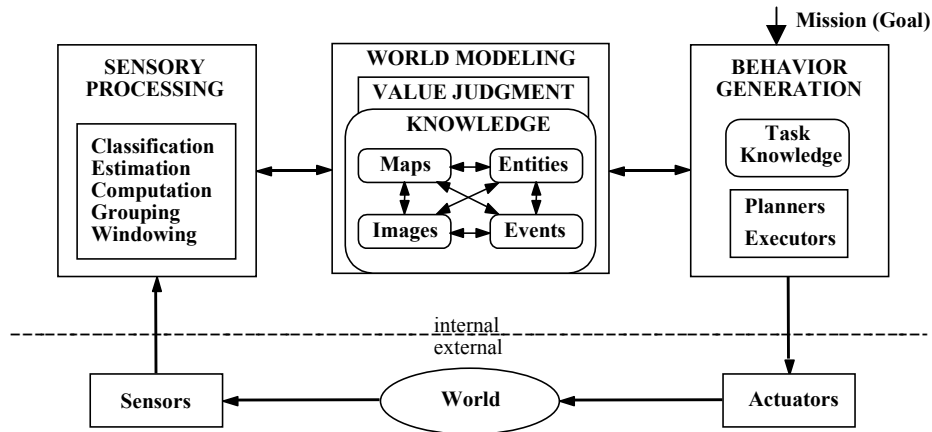 Mission (Goal)
SENSORY
PROCESSING
Classification
Estimation
Computation
Grouping
Windowing
WORLD MODELING
VALUE JUDGMENT
KNOWLEDGE
Maps
Entities
Images
Events
BEHAVIOR
GENERATION
Task
Knowledge
Planners
Executors
internal
external
Sensors
World
Actuators